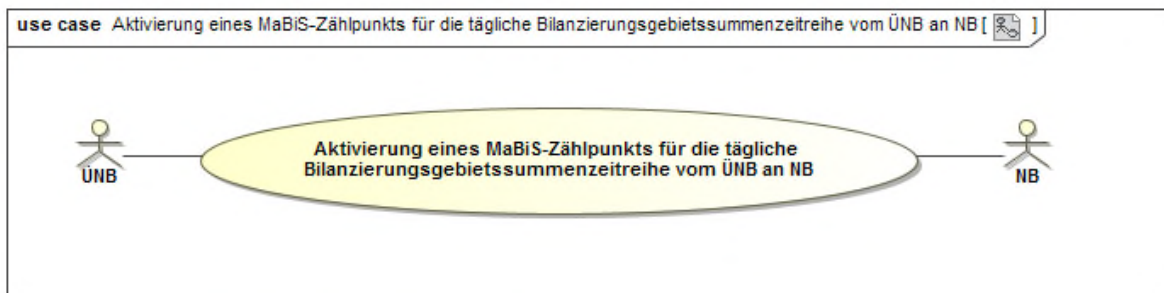 use case Aktivierung eines MaBiS-Zählpunkts für die tägliche Bilanzierungsgebietssummenzeitreihe vom ÜNB an NB [ ]
Aktivierung eines MaBiS-Zählpunkts für die tägliche
Bilanzierungsgebietssummenzeitreihe vom ÜNB an NB
ÜNB
NB